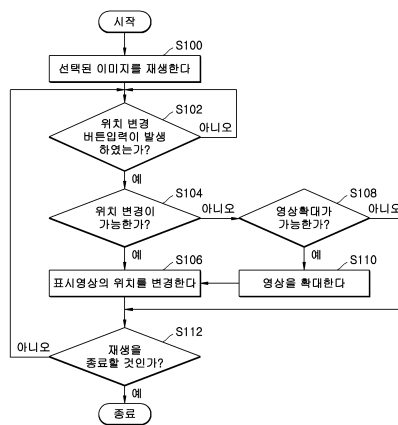 시작
S100
선택된 이미지를 재생한다
S102
위치 변경
버튼입력이 발생
하였는가?
아니오
예
S104
위치 변경이
가능한가?
아니오
S108
영상확대가
가능한가?
아니오
예
예
S106
표시영상의 위치를 변경한다
S110
영상을 확대한다
S112
재생을
종료할 것인가?
아니오
예
종료